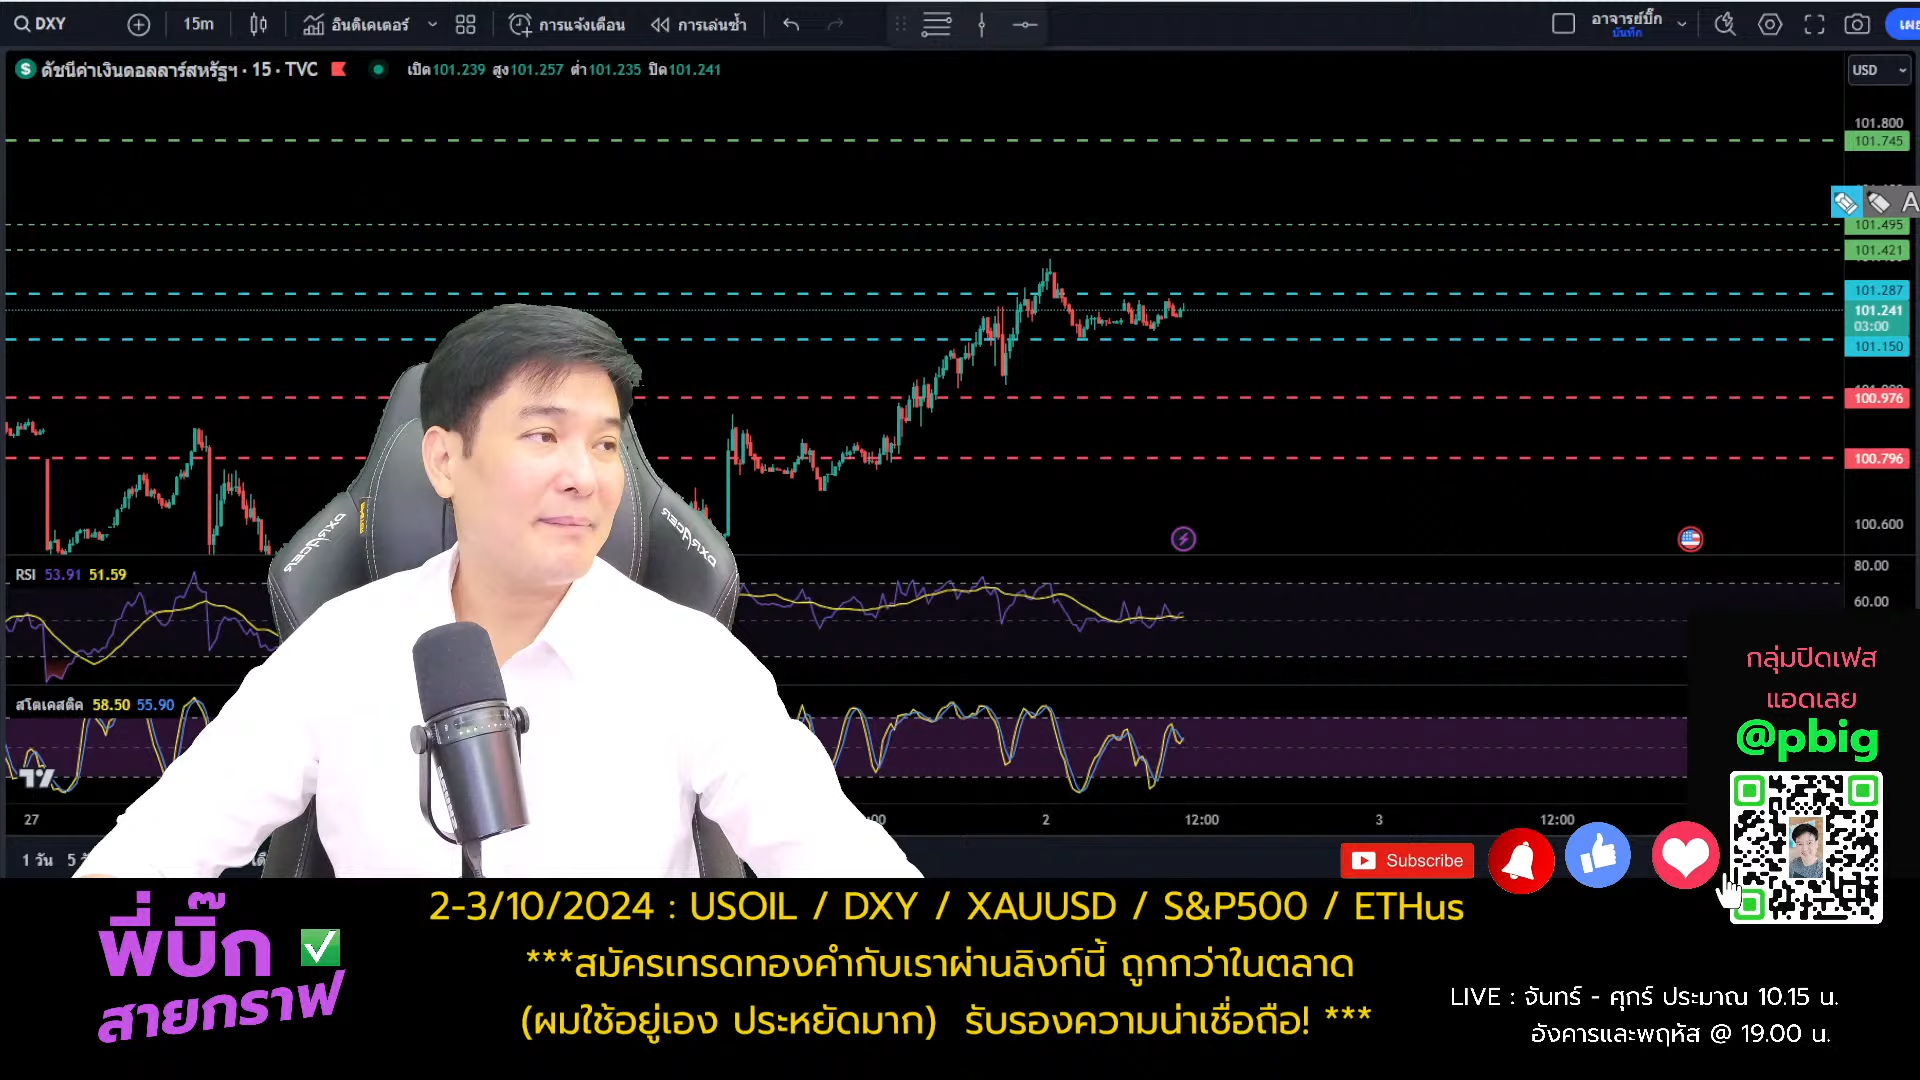 DXY
15m
อินดิเคเตอร์
การแจ้งเตือน
การเล่นซ้ำ
อาจารย์บิ๊ก
บันทึก
ดัชนีค่าเงินดอลลาร์สหรัฐฯ · 15 · TVC
เปิด101.239 สูง101.257 ต่ำ101.235 ปิด101.241
USD
101.800
101.745
A
101.495
101.421
101.287
101.241
03:00
101.150
100.976
100.796
100.600
DXRACER
DXRACER
RSI 53.91 51.59
80.00
60.00
สโตเคสติค 58.50 55.90
27
2
12:00
3
12:00
1 วัน
กลุ่มปิดเฟส
แอดเลย
@pbig
Subscribe
พี่บิ๊ก
สายกราฟ
2-3/10/2024 : USOIL / DXY / XAUUSD / S&P500 / ETHus
***สมัครเทรดทองคำกับเราผ่านลิงก์นี้ ถูกกว่าในตลาด
(ผมใช้อยู่เอง ประหยัดมาก) รับรองความน่าเชื่อถือ! ***
LIVE : จันทร์ - ศุกร์ ประมาณ 10.15 น.
อังคารและพฤหัส @ 19.00 น.